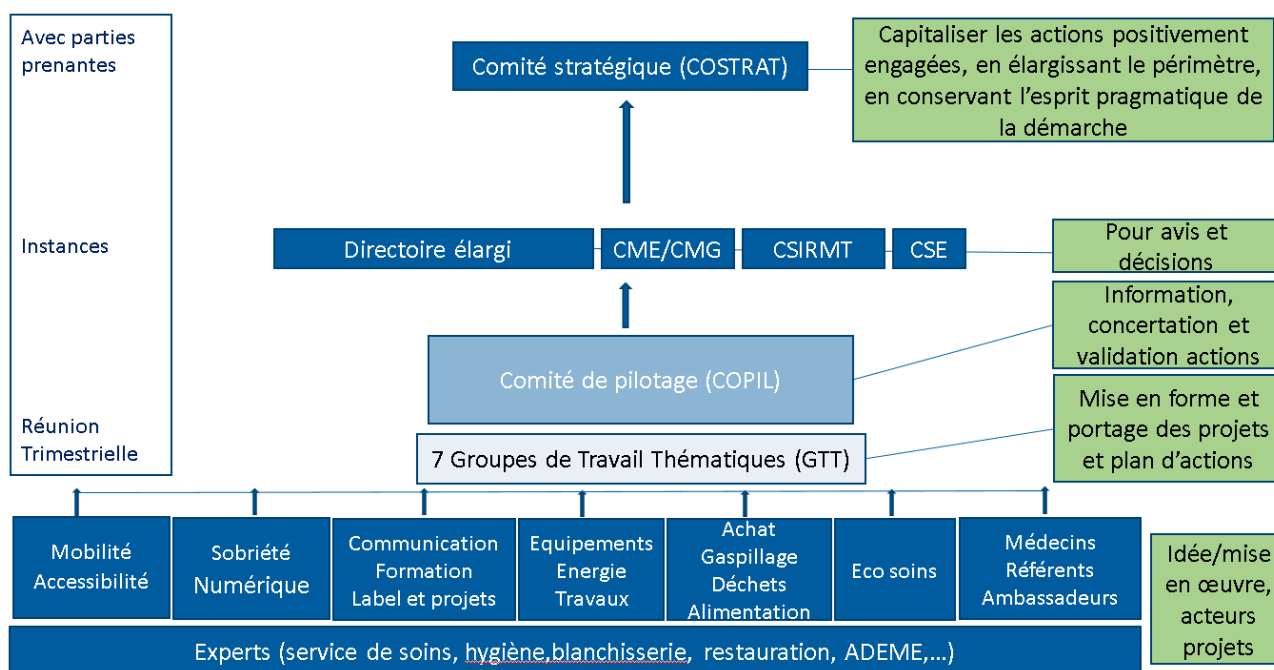 Avec parties
prenantes
Comité stratégique (COSTRAT)
Capitaliser les actions positivement
engagées, en élargissant le périmètre,
en conservant l’esprit pragmatique de
la démarche
Instances
Directoire élargi
CME/CMG
CSIRMT
CSE
Pour avis et
décisions
Information,
concertation et
validation actions
Comité de pilotage (COPIL)
Réunion
Trimestrielle
7 Groupes de Travail Thématiques (GTT)
Mise en forme et
portage des projets
et plan d’actions
Mobilité
Accessibilité
Sobriété
Numérique
Communication
Formation
Label et projets
Equipements
Energie
Travaux
Achat
Gaspillage
Déchets
Alimentation
Eco soins
Médecins
Référents
Ambassadeurs
Idée/mise
en œuvre,
acteurs
projets
Experts (service de soins, hygiène,blanchisserie, restauration, ADEME,…)